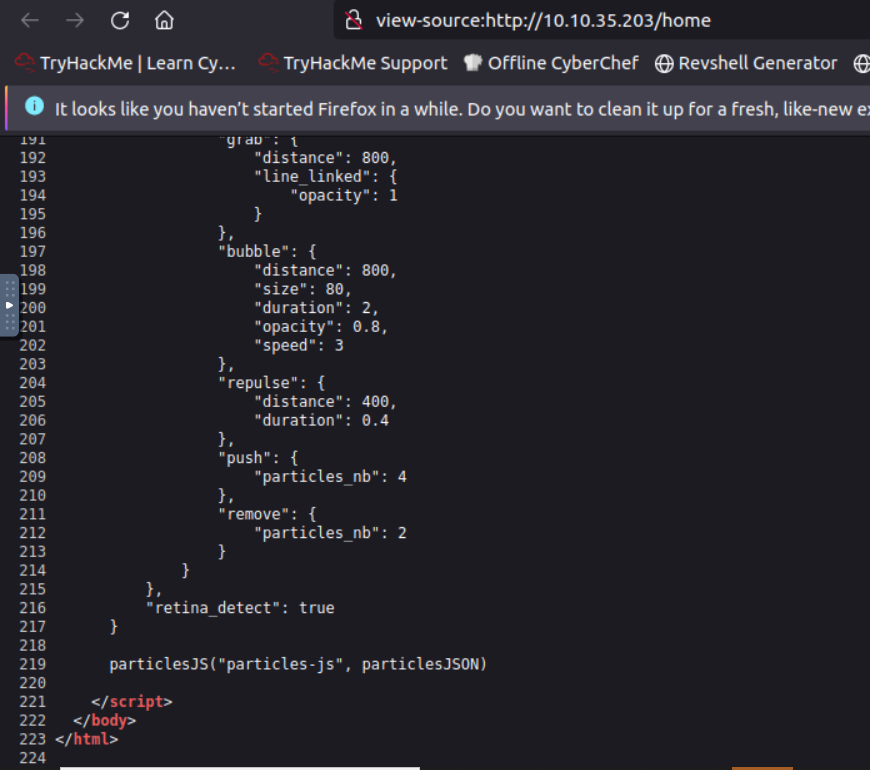 view-source:http://10.10.35.203/home
TryHackMe | Learn Cy... TryHackMe Support Offline CyberChef Revshell Generator
It looks like you haven't started Firefox in a while. Do you want to clean it up for a fresh, like-new ex
191 "grab": {
192 "distance": 800,
193 "line_linked": {
194 "opacity": 1
195 }
196 },
197 "bubble": {
198 "distance": 800,
199 "size": 80,
200 "duration": 2,
201 "opacity": 0.8,
202 "speed": 3
203 },
204 "repulse": {
205 "distance": 400,
206 "duration": 0.4
207 },
208 "push": {
209 "particles_nb": 4
210 },
211 "remove": {
212 "particles_nb": 2
213 }
214 }
215 },
216 "retina_detect": true
217 }
218
219 particlesJS("particles-js", particlesJSON)
220
221 </script>
222 </body>
223 </html>
224